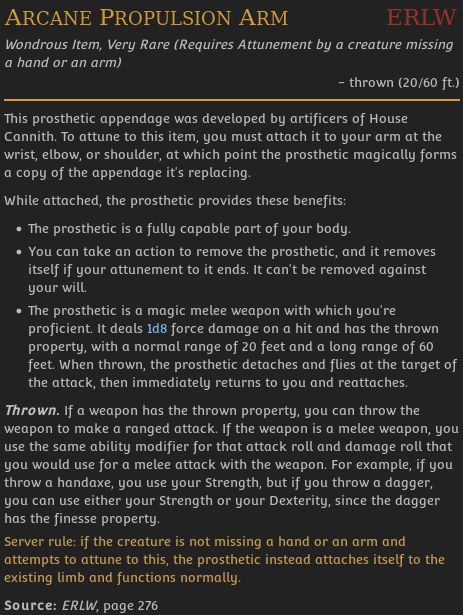 Arcane Propulsion Arm ERLW
Wondrous Item, Very Rare (Requires Attunement by a creature missing
a hand or an arm)
– thrown (20/60 ft.)
This prosthetic appendage was developed by artificers of House
Cannith. To attune to this item, you must attach it to your arm at the
wrist, elbow, or shoulder, at which point the prosthetic magically forms
a copy of the appendage it's replacing.
While attached, the prosthetic provides these benefits:
• The prosthetic is a fully capable part of your body.
• You can take an action to remove the prosthetic, and it removes
itself if your attunement to it ends. It can't be removed against
your will.
• The prosthetic is a magic melee weapon with which you're
proficient. It deals 1d8 force damage on a hit and has the thrown
property, with a normal range of 20 feet and a long range of 60
feet. When thrown, the prosthetic detaches and flies at the target of
the attack, then immediately returns to you and reattaches.
Thrown. If a weapon has the thrown property, you can throw the
weapon to make a ranged attack. If the weapon is a melee weapon, you
use the same ability modifier for that attack roll and damage roll that
you would use for a melee attack with the weapon. For example, if you
throw a handaxe, you use your Strength, but if you throw a dagger,
you can use either your Strength or your Dexterity, since the dagger
has the finesse property.
Server rule: if the creature is not missing a hand or an arm and
attempts to attune to this, the prosthetic instead attaches itself to the
existing limb and functions normally.
Source: ERLW, page 276